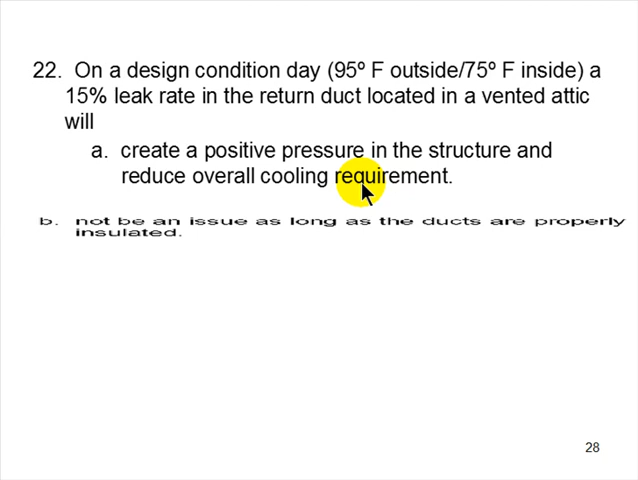 22. On a design condition day (95º F outside/75º F inside) a
15% leak rate in the return duct located in a vented attic
will
a. create a positive pressure in the structure and
reduce overall cooling requirement.
b. not be an issue as long as the ducts are properly
insulated.
28